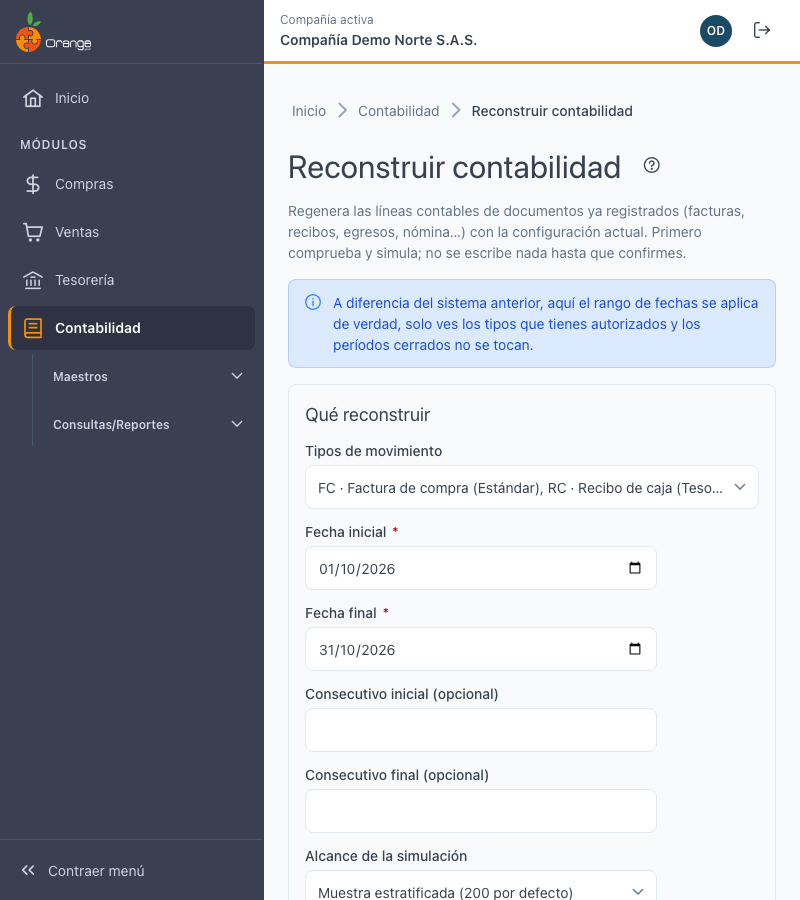 Orange
Inicio
MÓDULOS
Compras
Ventas
Tesorería
Contabilidad
Maestros
Consultas/Reportes
Contraer menú
Compañía activa
Compañía Demo Norte S.A.S.
OD
Inicio
Contabilidad
Reconstruir contabilidad
Reconstruir contabilidad
Regenera las líneas contables de documentos ya registrados (facturas,
recibos, egresos, nómina…) con la configuración actual. Primero
comprueba y simula; no se escribe nada hasta que confirmes.
A diferencia del sistema anterior, aquí el rango de fechas se aplica
de verdad, solo ves los tipos que tienes autorizados y los
períodos cerrados no se tocan.
Qué reconstruir
Tipos de movimiento
FC · Factura de compra (Estándar), RC · Recibo de caja (Teso...
Fecha inicial *
01/10/2026
Fecha final *
31/10/2026
Consecutivo inicial (opcional)
Consecutivo final (opcional)
Alcance de la simulación
Muestra estratificada (200 por defecto)